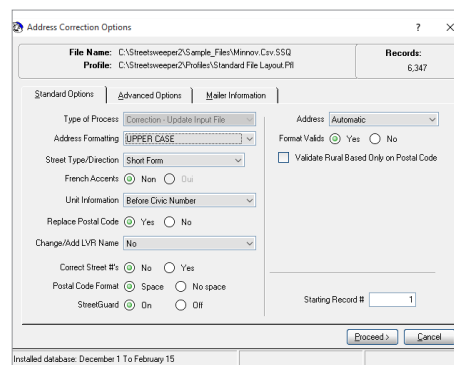 Address Correction Options
? X
File Name: C:\Streetsweeper2\Sample_Files\Minnov.Csv.SSQ
Profile: C:\Streetsweeper2\Profiles\Standard File Layout.Pfl
Records:
6,347
Standard Options Advanced Options Mailer Information
Type of Process Correction - Update Input File
Address Formatting UPPER CASE
Street Type/Direction Short Form
French Accents Non Oui
Unit Information Before Civic Number
Replace Postal Code Yes No
Change/Add LVR Name No
Correct Street #'s No Yes
Postal Code Format Space No space
StreetGuard On Off
Address Automatic
Format Valids Yes No
Validate Rural Based Only on Postal Code
Starting Record # 1
Proceed > Cancel
Installed database: December 1 To February 15